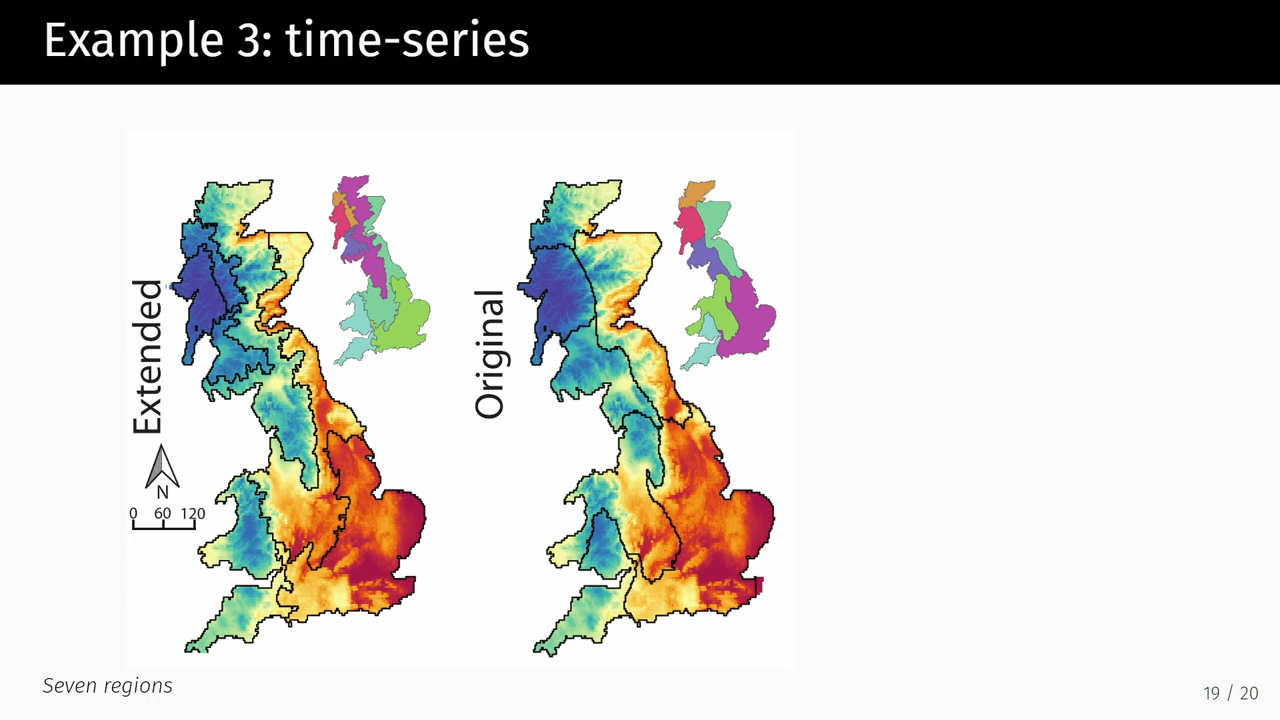 Example 3: time-series
Extended
Original
N
0 60 120
Seven regions
19 / 20